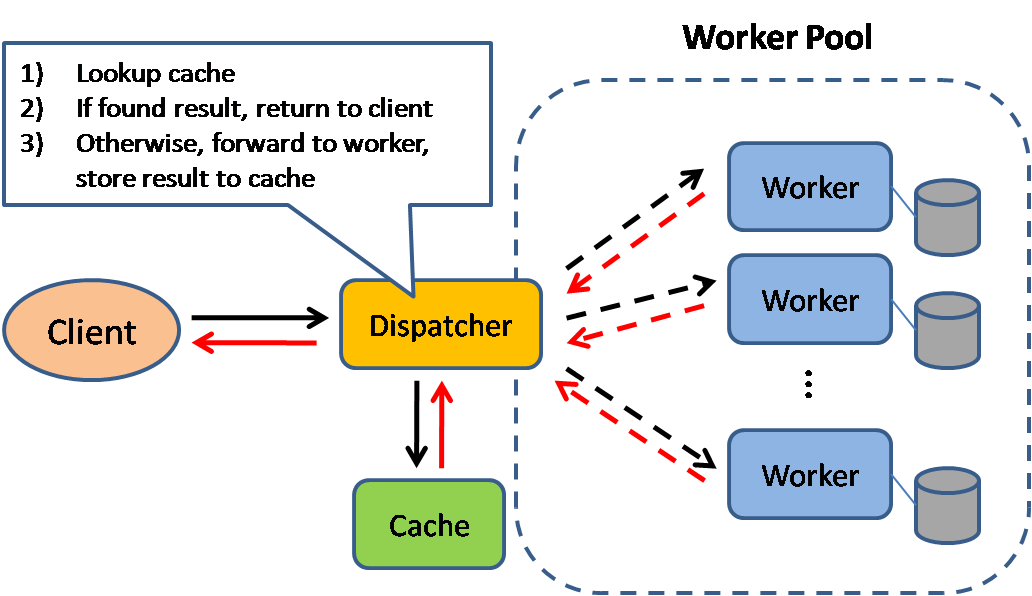 Worker Pool
1) Lookup cache
2) If found result, return to client
3) Otherwise, forward to worker,
store result to cache
Worker
Worker
Worker
Client
Dispatcher
Cache